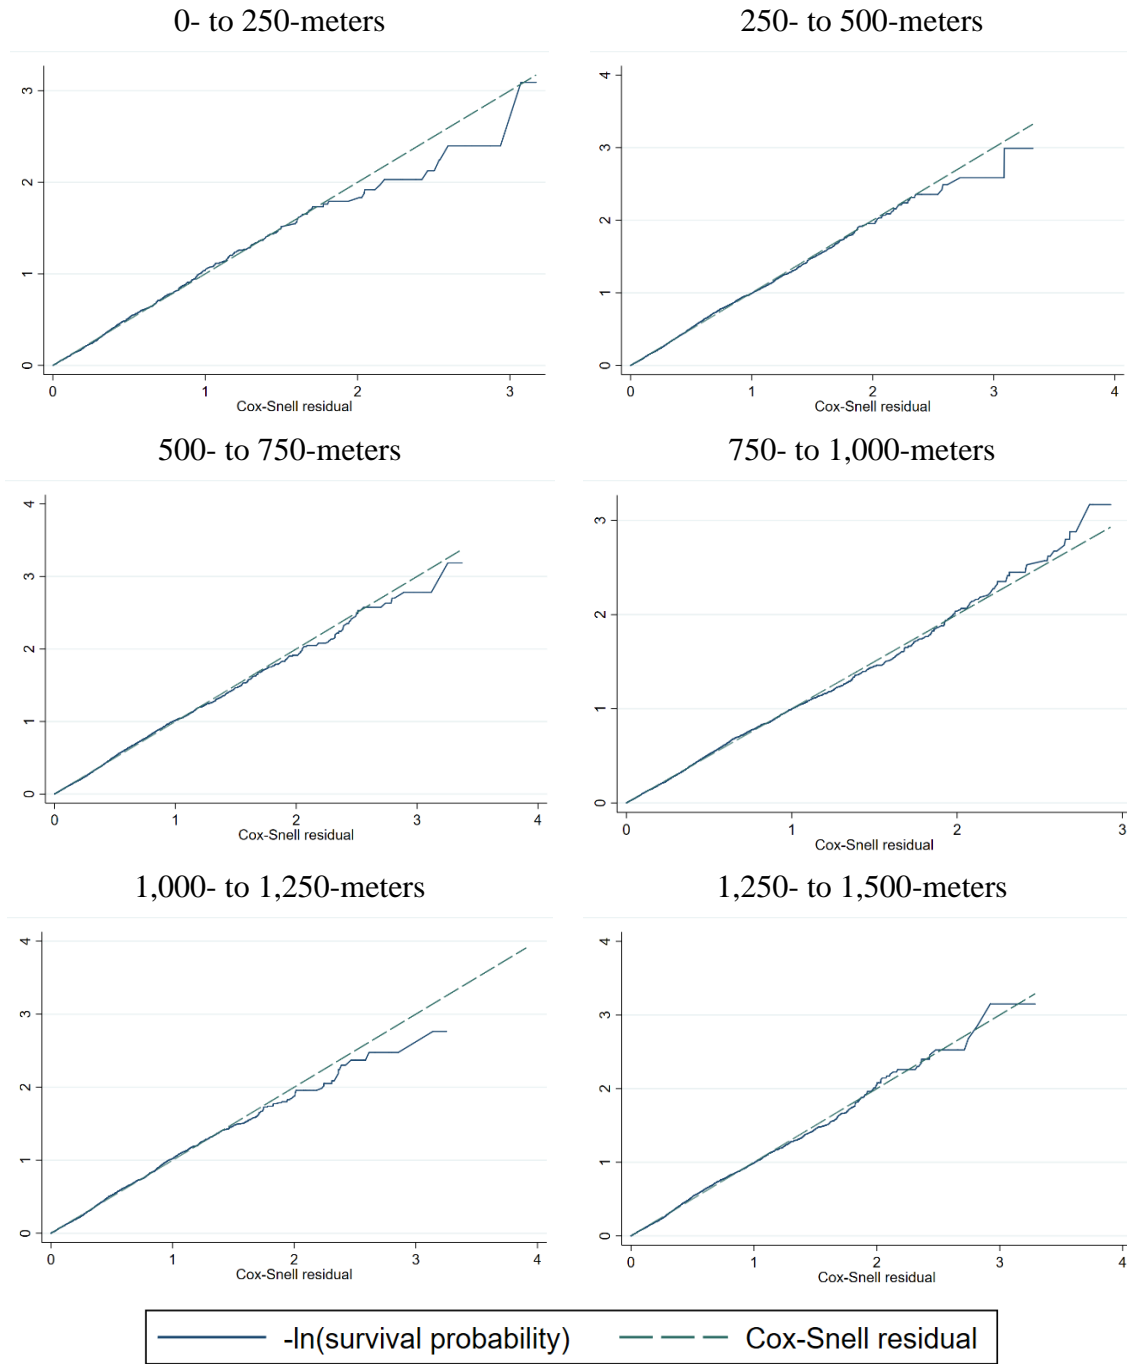 0- to 250-meters
250- to 500-meters
3
2
1
0
0 1 2 3
Cox-Snell residual
4
3
2
1
0
0 1 2 3 4
Cox-Snell residual
500- to 750-meters
750- to 1,000-meters
4
3
2
1
0
0 1 2 3 4
Cox-Snell residual
3
2
1
0
0 1 2 3
Cox-Snell residual
1,000- to 1,250-meters
1,250- to 1,500-meters
4
3
2
1
0
0 1 2 3 4
Cox-Snell residual
4
3
2
1
0
0 1 2 3 4
Cox-Snell residual
-ln(survival probability) Cox-Snell residual